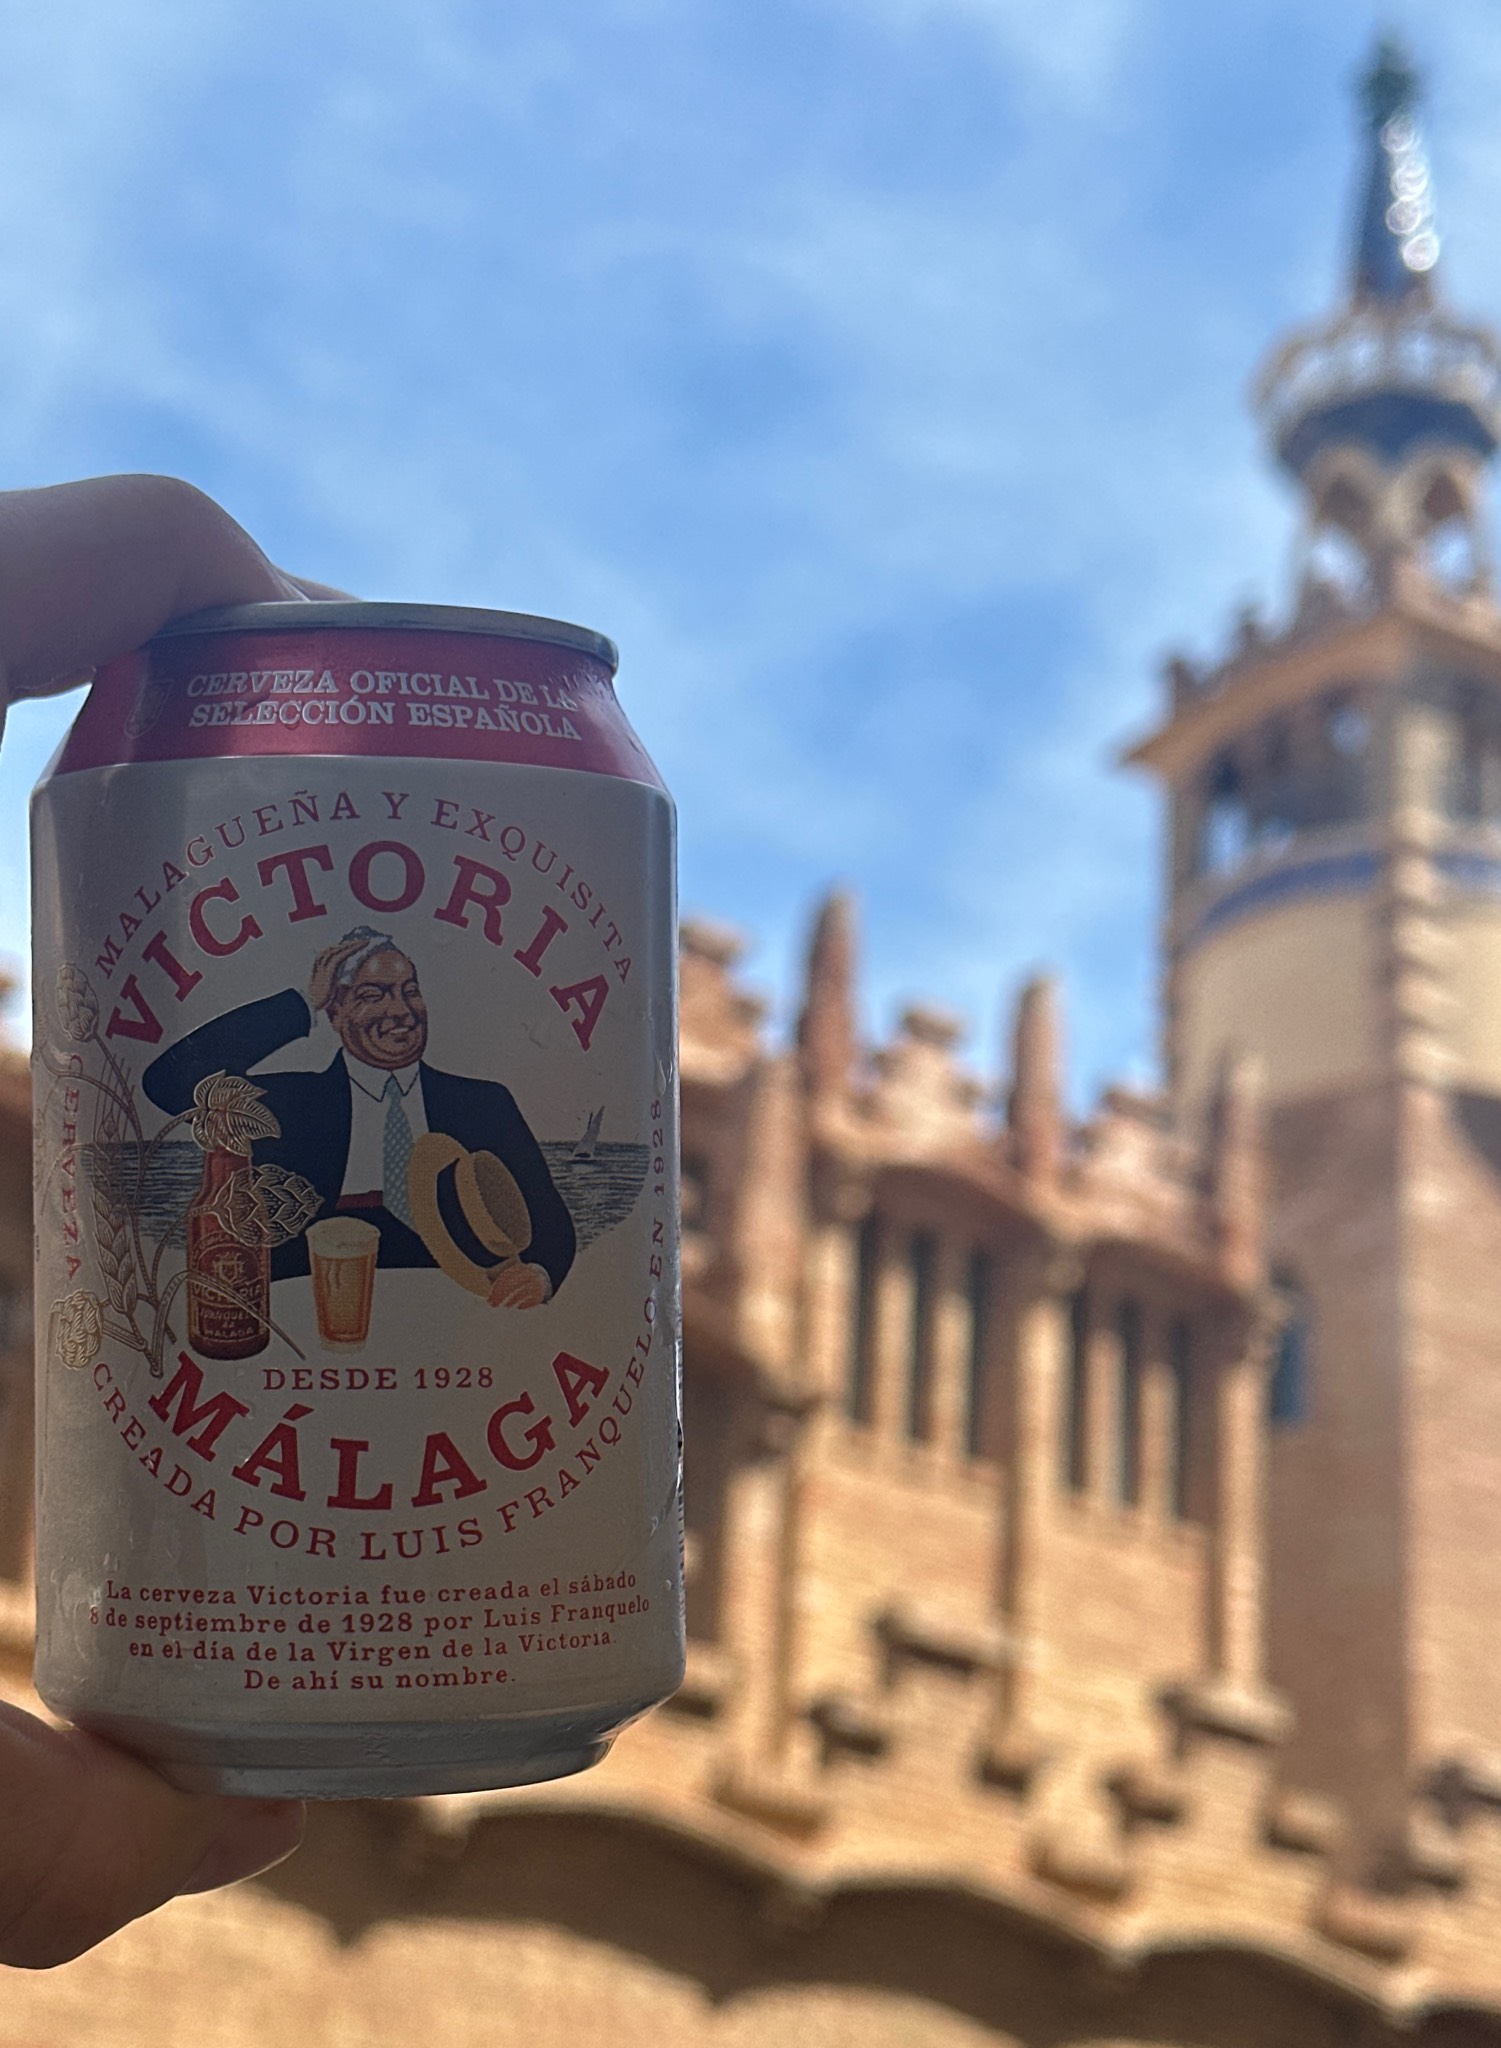 CERVEZA OFICIAL DE LA
SELECCIÓN ESPAÑOLA
MALAGUEÑA Y EXQUISITA
VICTORIA
CERVEZA
VICTORIA
MALAGA
DESDE 1928
MÁLAGA
CREADA POR LUIS FRANQUELO EN 1928
La cerveza Victoria fue creada el sábado
8 de septiembre de 1928 por Luis Franquelo
en el día de la Virgen de la Victoria.
De ahí su nombre.